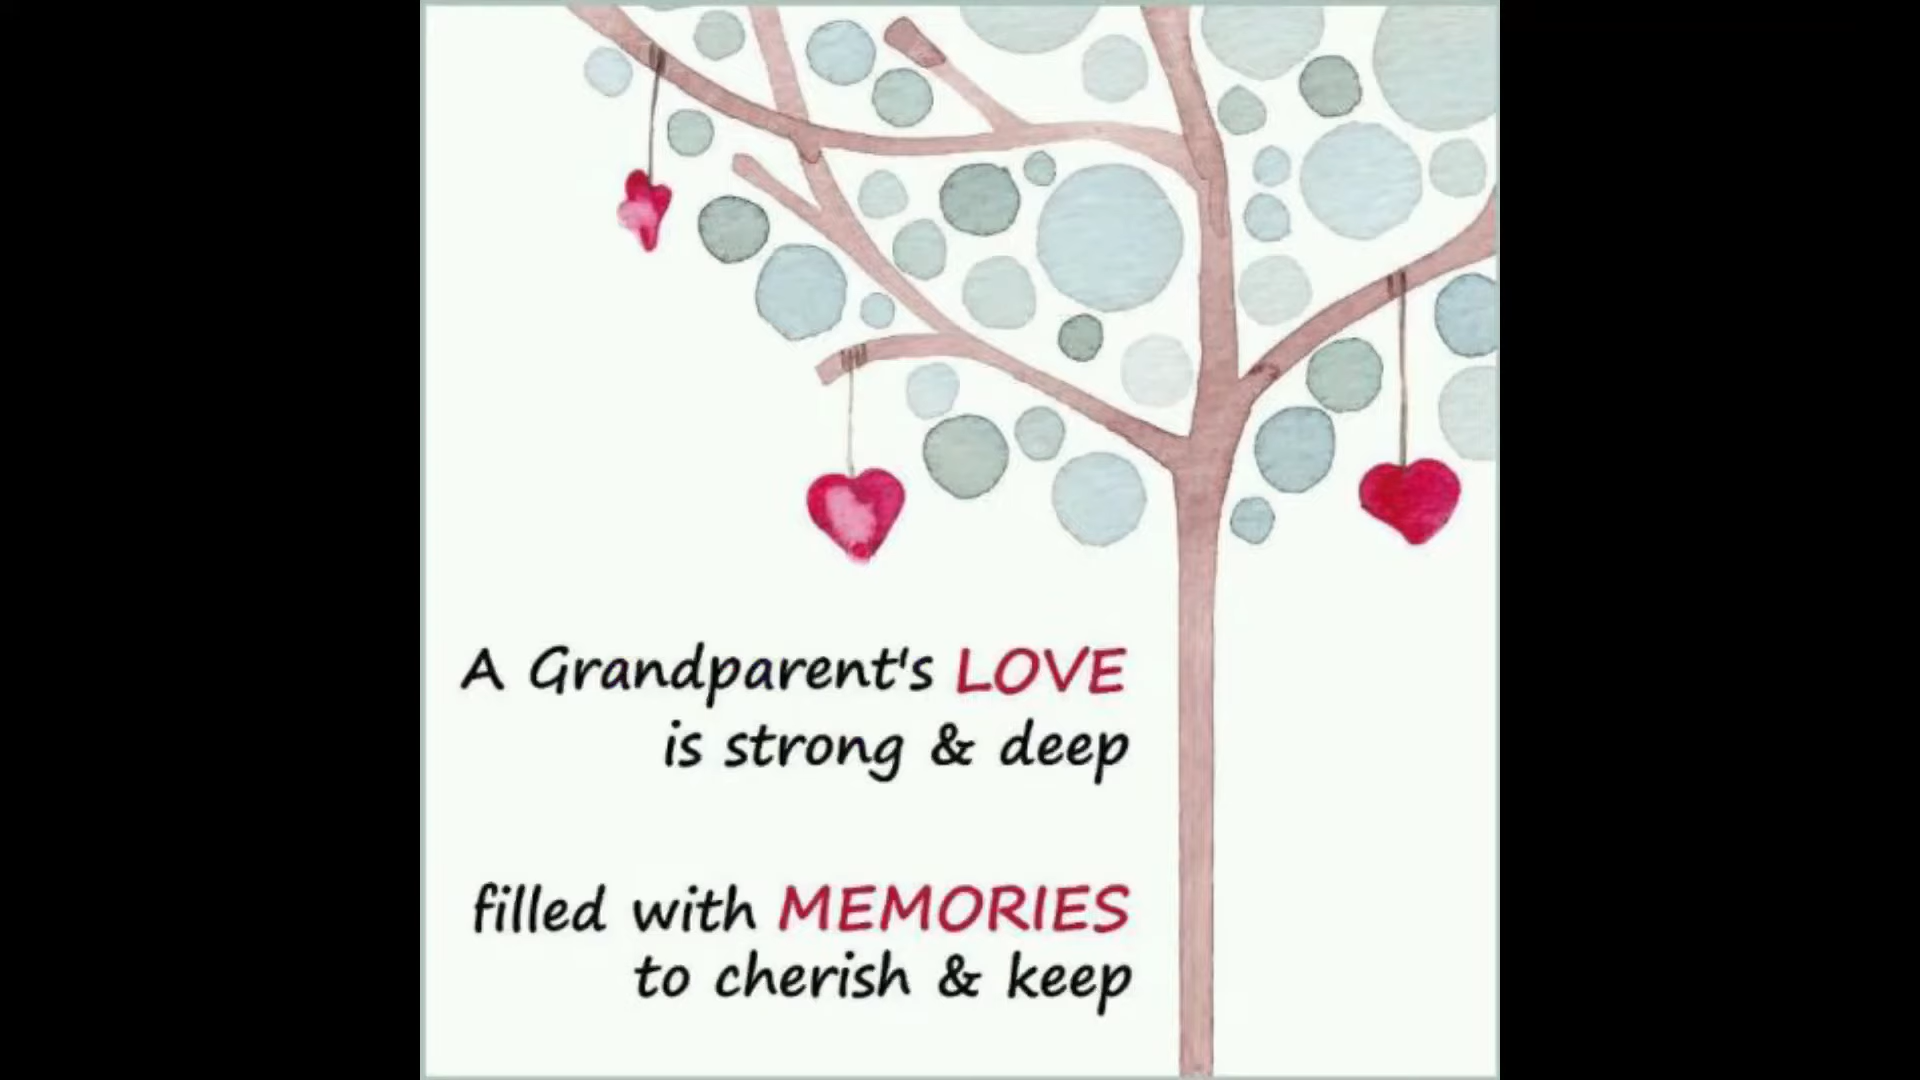 A Grandparent's LOVE
is strong & deep
filled with MEMORIES
to cherish & keep